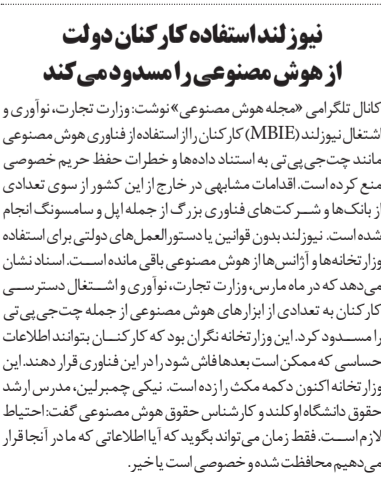 نیوزلند استفاده کارکنان دولت
از هوش مصنوعی را مسدود می‌کند
کانال تلگرامی «مجله هوش مصنوعی» نوشت: وزارت تجارت، نوآوری و
اشتغال نیوزلند (MBIE) کارکنان را از استفاده از فناوری هوش مصنوعی
مانند چت‌جی‌پی‌تی به استناد داده‌ها و خطرات حفظ حریم خصوصی
منع کرده است. اقدامات مشابهی در خارج از این کشور از سوی تعدادی
از بانک‌ها و شرکت‌های فناوری بزرگ از جمله اپل و سامسونگ انجام
شده است. نیوزلند بدون قوانین یا دستورالعمل‌های دولتی برای استفاده
وزارتخانه‌ها و آژانس‌ها از هوش مصنوعی باقی مانده است. اسناد نشان
می‌دهد که در ماه مارس، وزارت تجارت، نوآوری و اشتغال دسترسی
کارکنان به تعدادی از ابزارهای هوش مصنوعی از جمله چت‌جی‌پی‌تی
را مسدود کرد. این وزارتخانه نگران بود که کارکنان بتوانند اطلاعات
حساسی که ممکن است بعدها فاش شود را در این فناوری قرار دهند. این
وزارتخانه اکنون دکمه مکث را زده است. نیکی چمبرلین، مدرس ارشد
حقوق دانشگاه اوکلند و کارشناس حقوق هوش مصنوعی گفت: احتیاط
لازم است. فقط زمان می‌تواند بگوید که آیا اطلاعاتی که ما در آنجا قرار
می‌دهیم محافظت شده و خصوصی است یا خیر.